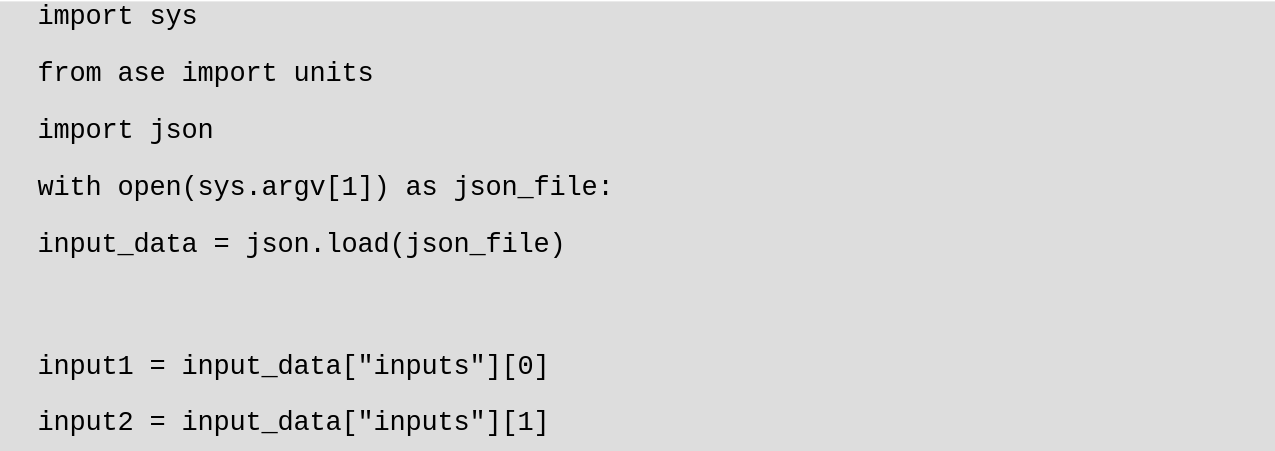 import sys
from ase import units
import json
with open(sys.argv[1]) as json_file:
input_data = json.load(json_file)
input1 = input_data["inputs"][0]
input2 = input_data["inputs"][1]